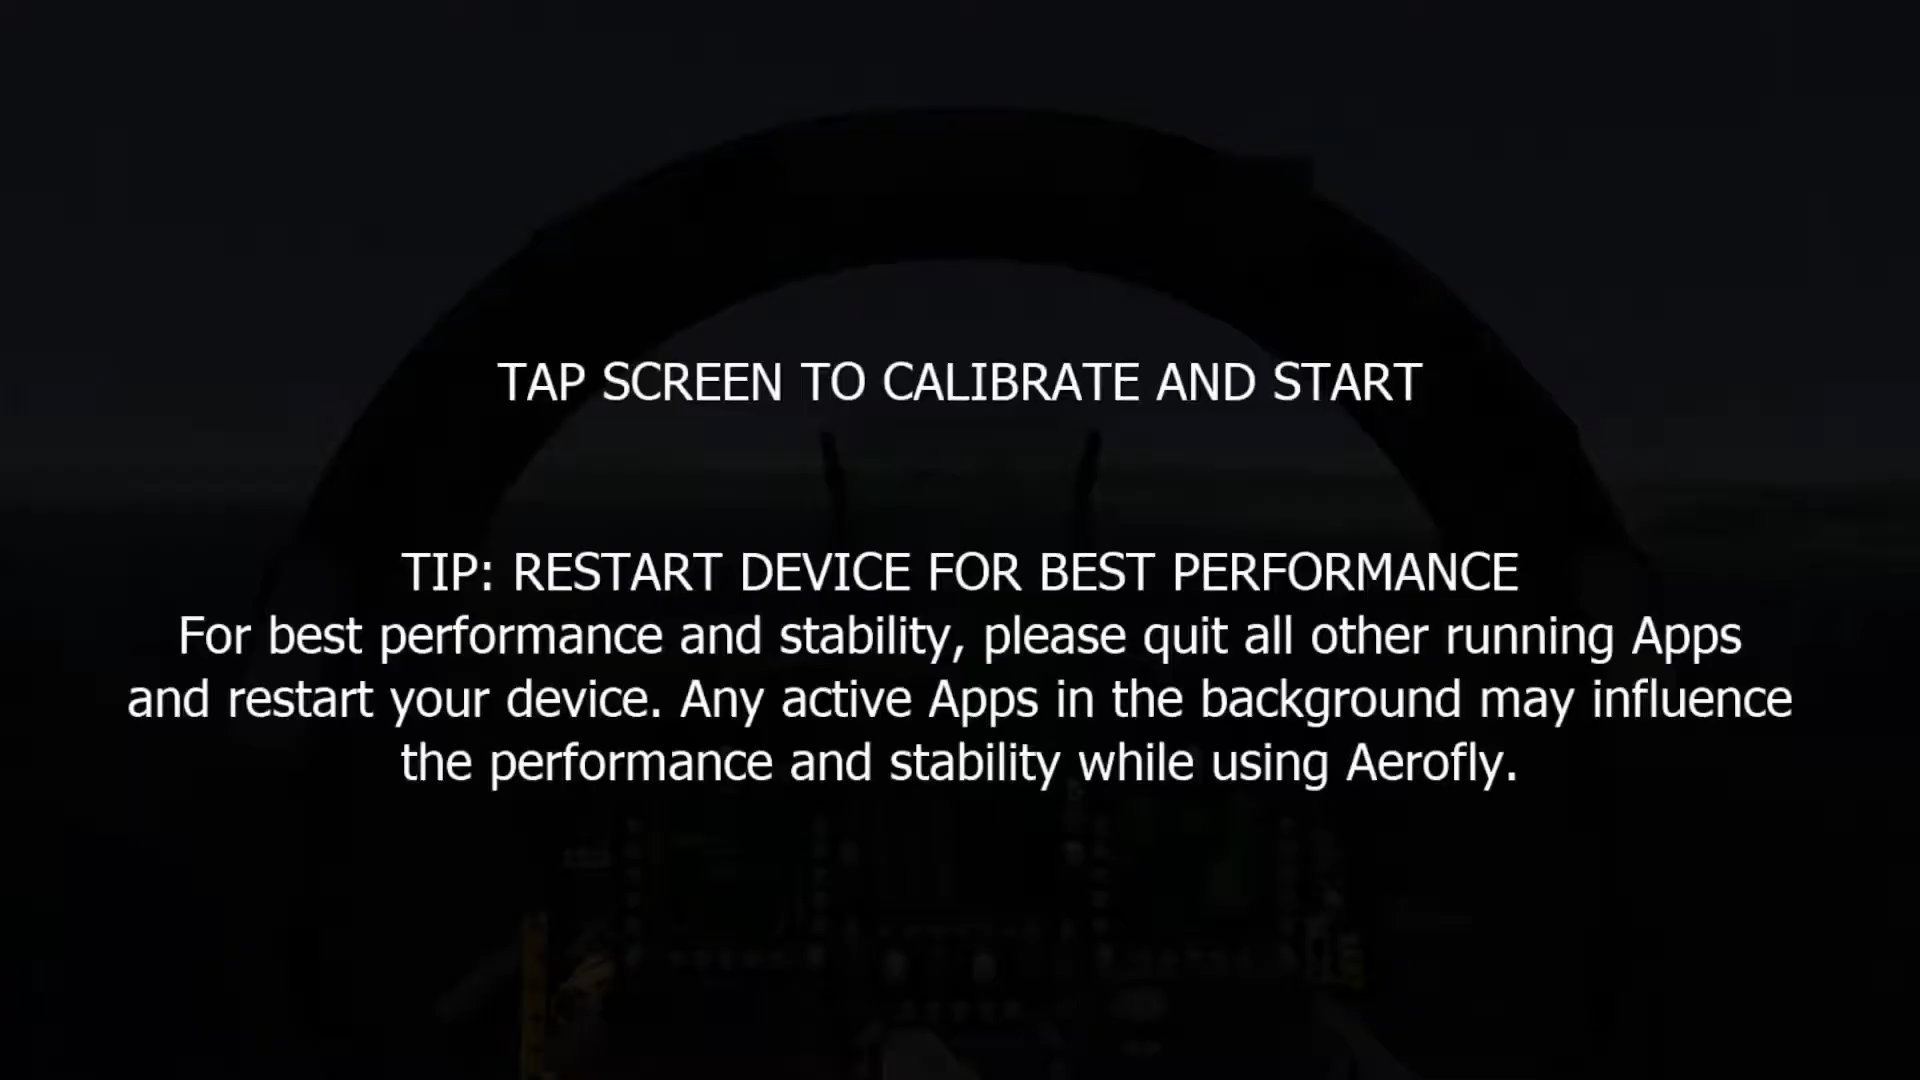 TAP SCREEN TO CALIBRATE AND START
TIP: RESTART DEVICE FOR BEST PERFORMANCE
For best performance and stability, please quit all other running Apps
and restart your device. Any active Apps in the background may influence
the performance and stability while using Aerofly.